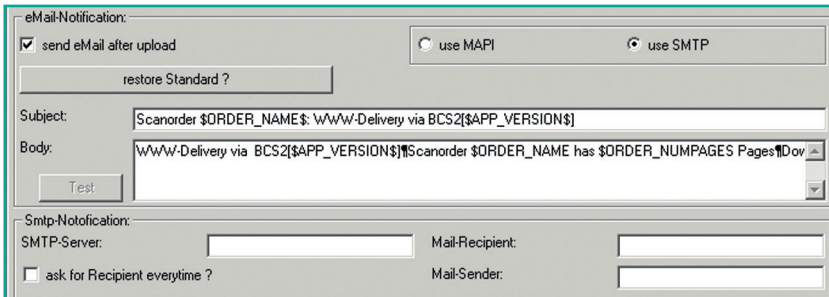 eMail-Notification:
send eMail after upload
use MAPI
use SMTP
restore Standard ?
Subject:
Scanorder $ORDER_NAME$: WWW-Delivery via BCS2[$APP_VERSION$]
Body:
WWW-Delivery via BCS2[$APP_VERSION$]¶Scanorder $ORDER_NAME has $ORDER_NUMPAGES Pages¶Dov
Test
Smtp-Notofication:
SMTP-Server:
Mail-Recipient:
ask for Recipient everytime ?
Mail-Sender: